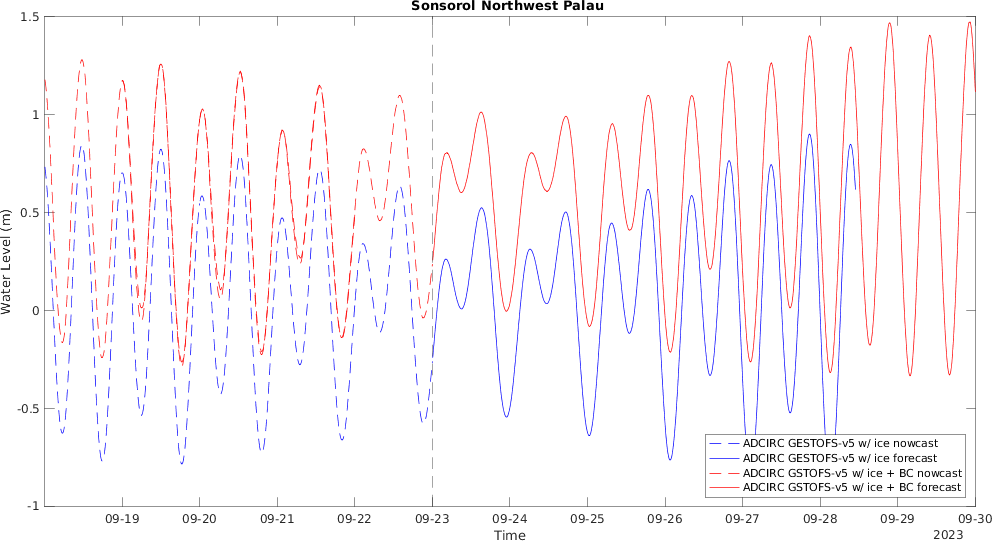 Sonsorol Northwest Palau
1.5
1
0.5
0
-0.5
-1
Water Level (m)
ADCIRC GESTOFS-v5 w/ ice nowcast
ADCIRC GESTOFS-v5 w/ ice forecast
ADCIRC GSTOFS-v5 w/ ice + BC nowcast
ADCIRC GSTOFS-v5 w/ ice + BC forecast
09-19 09-20 09-21 09-22 09-23 09-24 09-25 09-26 09-27 09-28 09-29 09-30
Time
2023